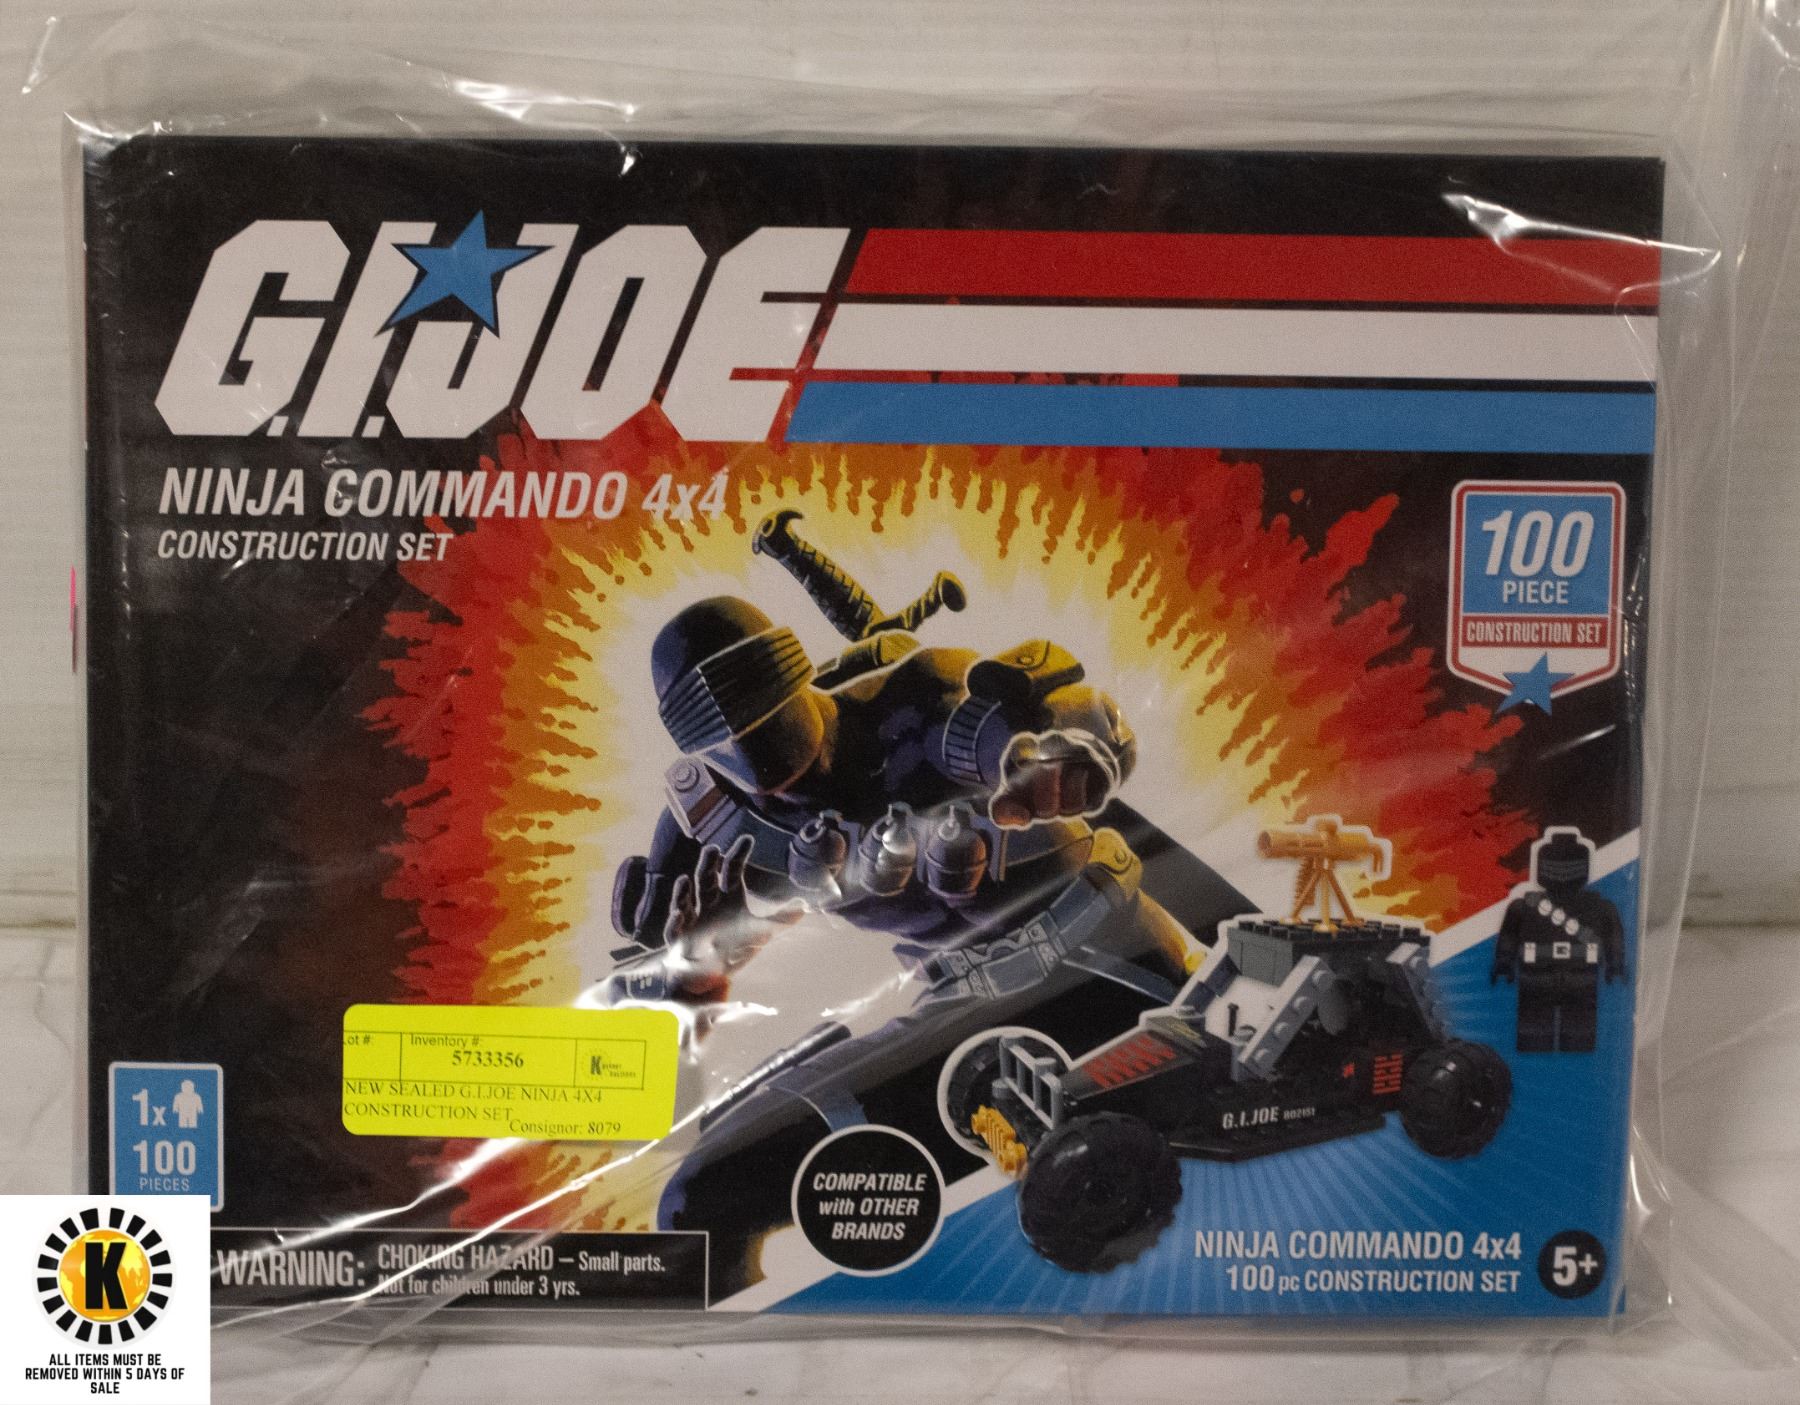 G.I.JOE
NINJA COMMANDO 4x4
CONSTRUCTION SET
100
PIECE
CONSTRUCTION SET
Lot #:
Inventory #:
5733356
NEW SEALED G.I.JOE NINJA 4X4
CONSTRUCTION SET
Consignor: 8079
1x
100
PIECES
G.I.JOE 802151
COMPATIBLE
with OTHER
BRANDS
NINJA COMMANDO 4x4
100 pc CONSTRUCTION SET
5+
WARNING: CHOKING HAZARD – Small parts.
Not for children under 3 yrs.
K
ALL ITEMS MUST BE
REMOVED WITHIN 5 DAYS OF
SALE